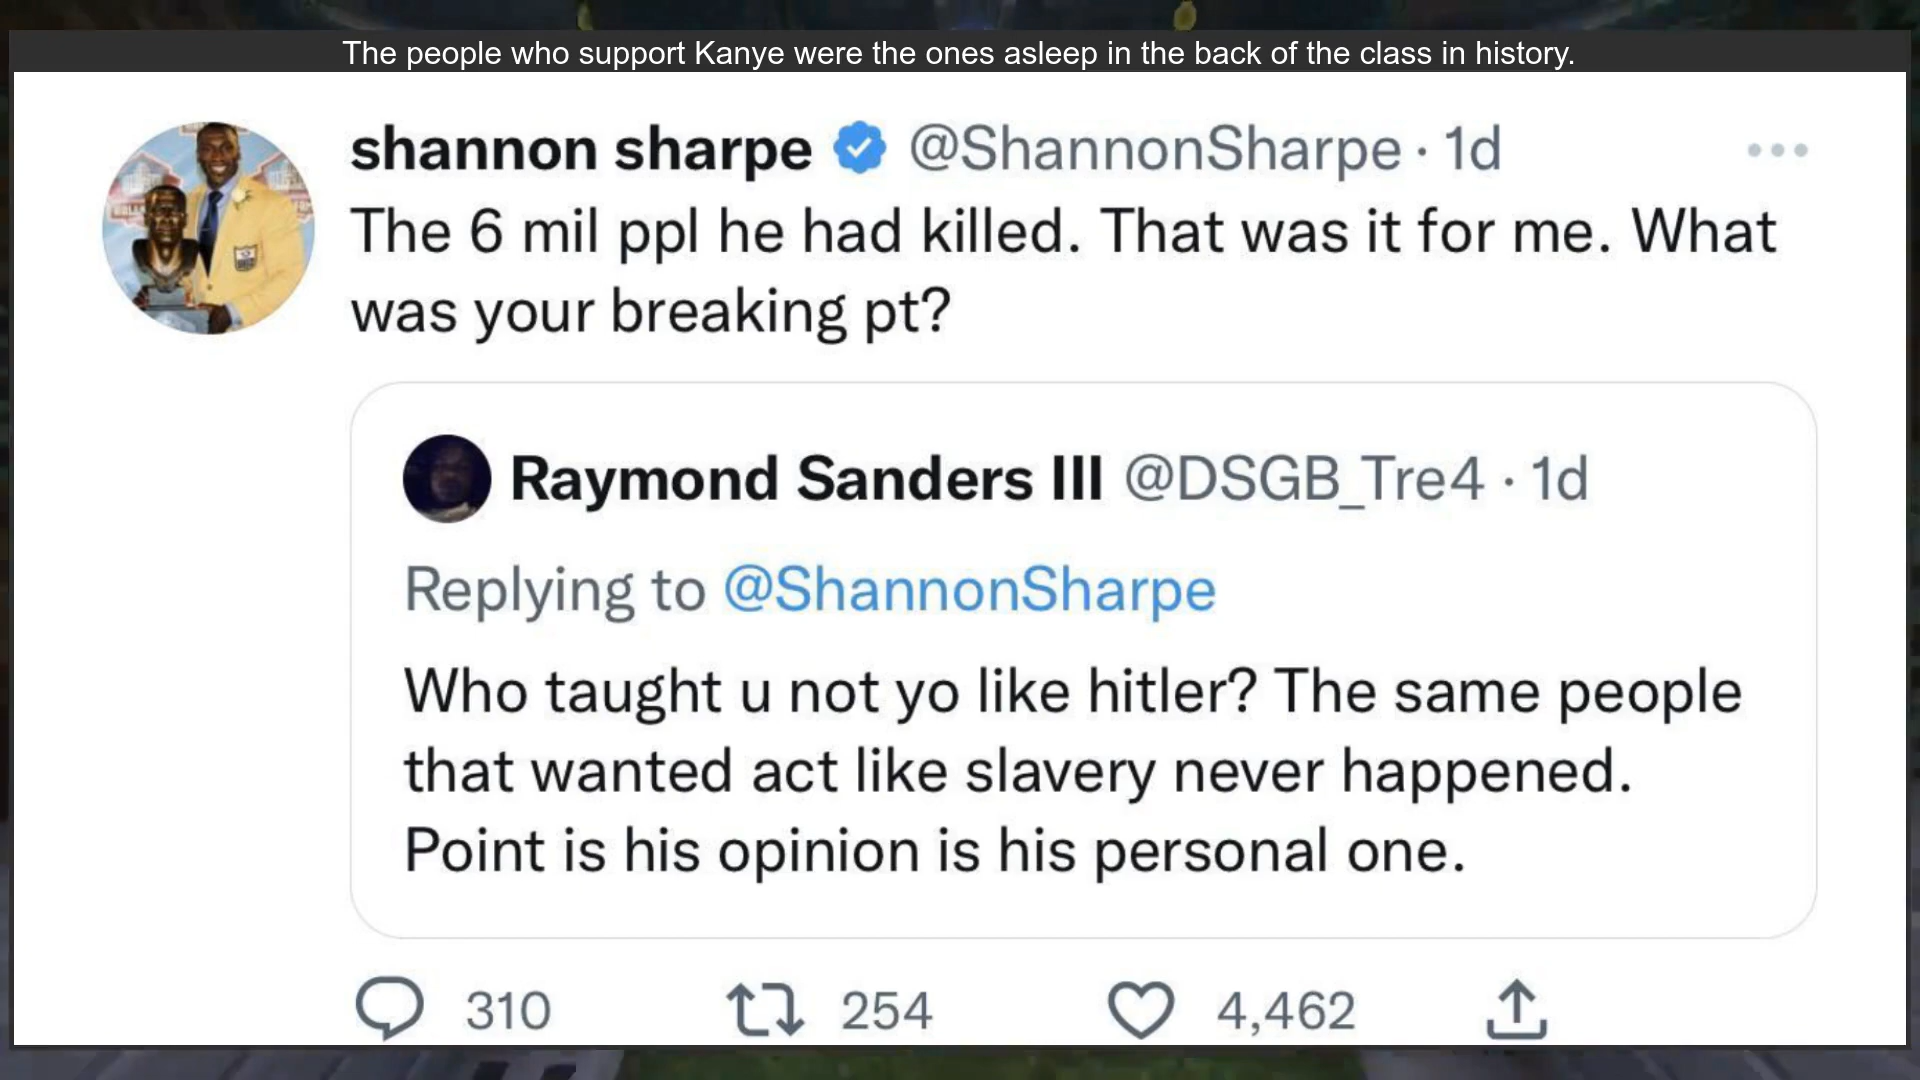 The people who support Kanye were the ones asleep in the back of the class in history.
shannon sharpe @ShannonSharpe · 1d
The 6 mil ppl he had killed. That was it for me. What
was your breaking pt?
Raymond Sanders III @DSGB_Tre4 · 1d
Replying to @ShannonSharpe
Who taught u not yo like hitler? The same people
that wanted act like slavery never happened.
Point is his opinion is his personal one.
310 254 4,462